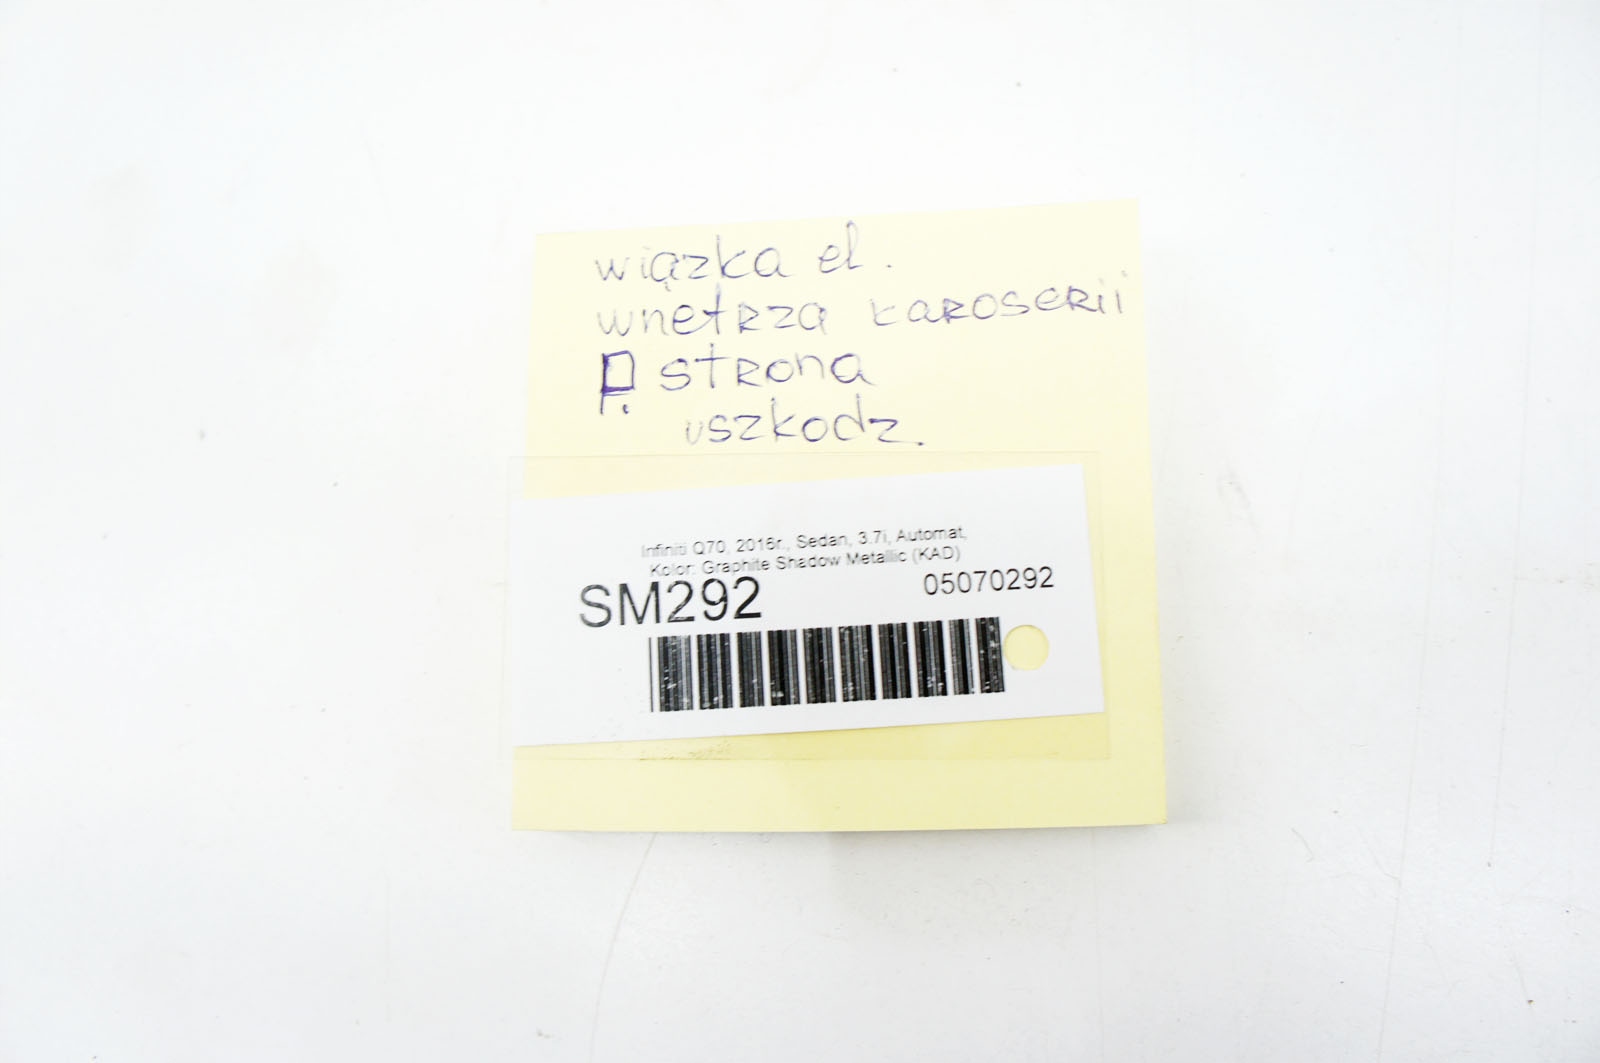 wiązka el.
wnetrza karoserii
P. strona
uszkodz.
Infiniti Q70, 2016r., Sedan, 3.7i, Automat,
Kolor: Graphite Shadow Metallic (KAD)
SM292
05070292